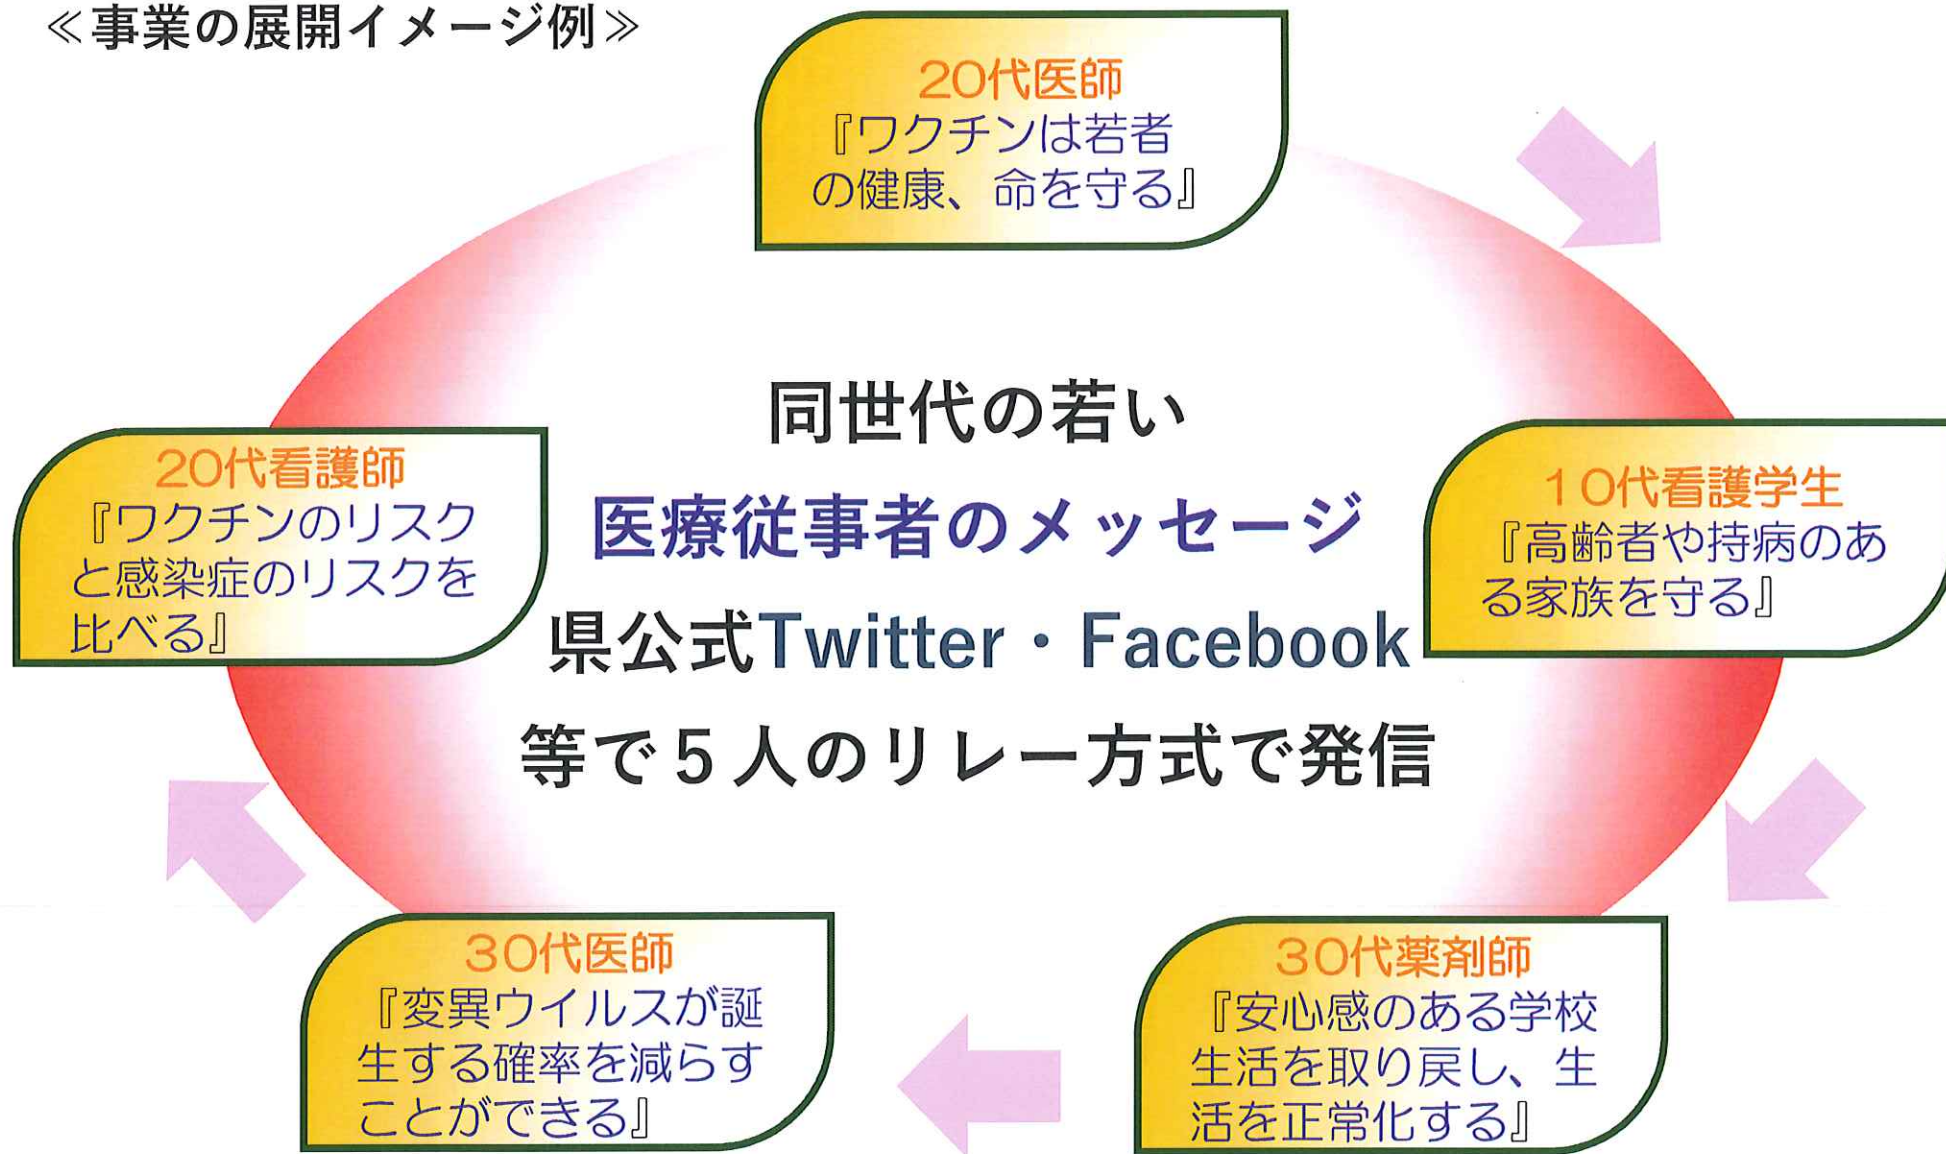 ≪事業の展開イメージ例≫
20代医師
『ワクチンは若者
の健康、命を守る』
同世代の若い
医療従事者のメッセージ
県公式Twitter・Facebook
等で5人のリレー方式で発信
10代看護学生
『高齢者や持病のあ
る家族を守る』
30代薬剤師
『安心感のある学校
生活を取り戻し、生
活を正常化する』
30代医師
『変異ウイルスが誕
生する確率を減らす
ことができる』
20代看護師
『ワクチンのリスク
と感染症のリスクを
比べる』